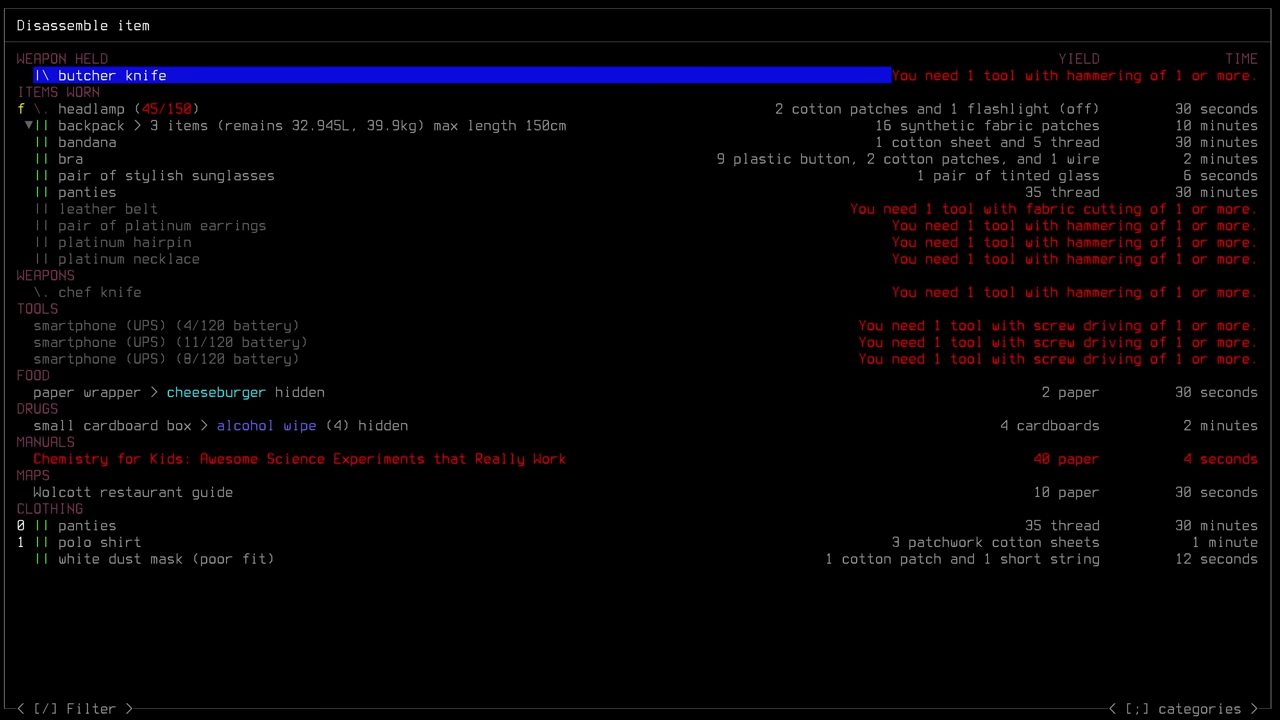 Disassemble item
WEAPON HELD YIELD TIME
|\ butcher knife You need 1 tool with hammering of 1 or more.
ITEMS WORN
f \. headlamp (45/150) 2 cotton patches and 1 flashlight (off) 30 seconds
▼|| backpack > 3 items (remains 32.945L, 39.9kg) max length 150cm 16 synthetic fabric patches 10 minutes
|| bandana 1 cotton sheet and 5 thread 30 minutes
|| bra 9 plastic button, 2 cotton patches, and 1 wire 2 minutes
|| pair of stylish sunglasses 1 pair of tinted glass 6 seconds
|| panties 35 thread 30 minutes
|| leather belt You need 1 tool with fabric cutting of 1 or more.
|| pair of platinum earrings You need 1 tool with hammering of 1 or more.
|| platinum hairpin You need 1 tool with hammering of 1 or more.
|| platinum necklace You need 1 tool with hammering of 1 or more.
WEAPONS
\. chef knife You need 1 tool with hammering of 1 or more.
TOOLS
smartphone (UPS) (4/120 battery) You need 1 tool with screw driving of 1 or more.
smartphone (UPS) (11/120 battery) You need 1 tool with screw driving of 1 or more.
smartphone (UPS) (8/120 battery) You need 1 tool with screw driving of 1 or more.
FOOD
paper wrapper > cheeseburger hidden 2 paper 30 seconds
DRUGS
small cardboard box > alcohol wipe (4) hidden 4 cardboards 2 minutes
MANUALS
Chemistry for Kids: Awesome Science Experiments that Really Work 40 paper 4 seconds
MAPS
Wolcott restaurant guide 10 paper 30 seconds
CLOTHING
0 || panties 35 thread 30 minutes
1 || polo shirt 3 patchwork cotton sheets 1 minute
|| white dust mask (poor fit) 1 cotton patch and 1 short string 12 seconds
< [/] Filter > < [;] categories >